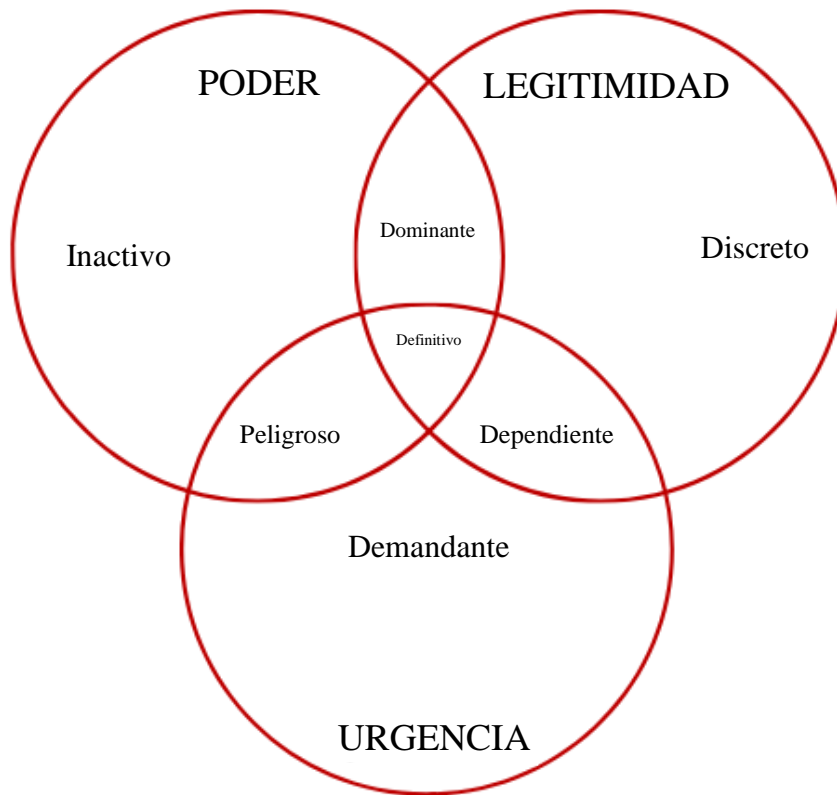 PODER
LEGITIMIDAD
Dominante
Inactivo
Discreto
Definitivo
Peligroso
Dependiente
Demandante
URGENCIA